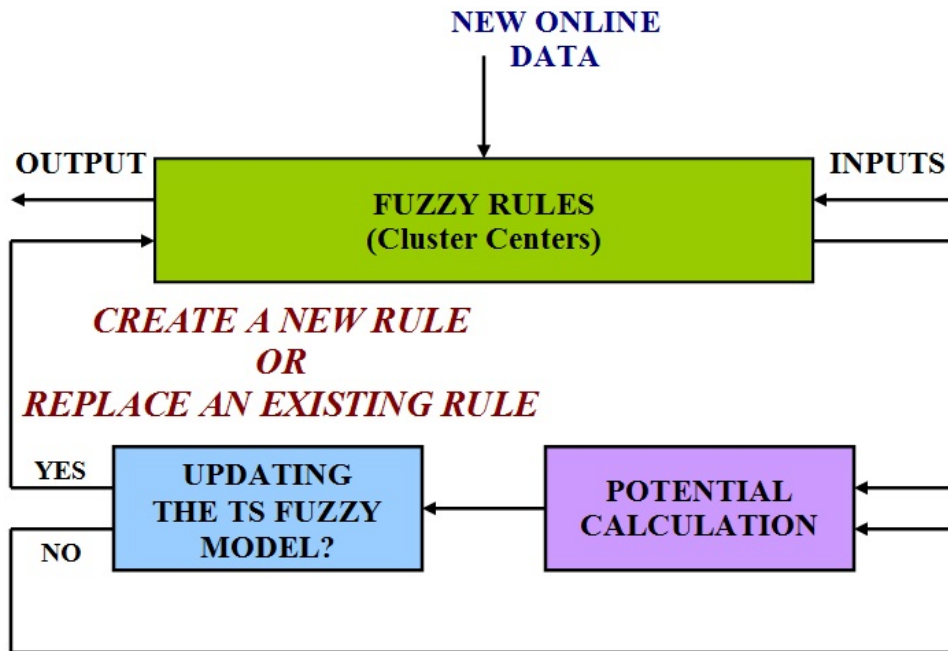 NEW ONLINE
DATA
OUTPUT
INPUTS
FUZZY RULES
(Cluster Centers)
CREATE A NEW RULE
OR
REPLACE AN EXISTING RULE
YES
NO
UPDATING
THE TS FUZZY
MODEL?
POTENTIAL
CALCULATION